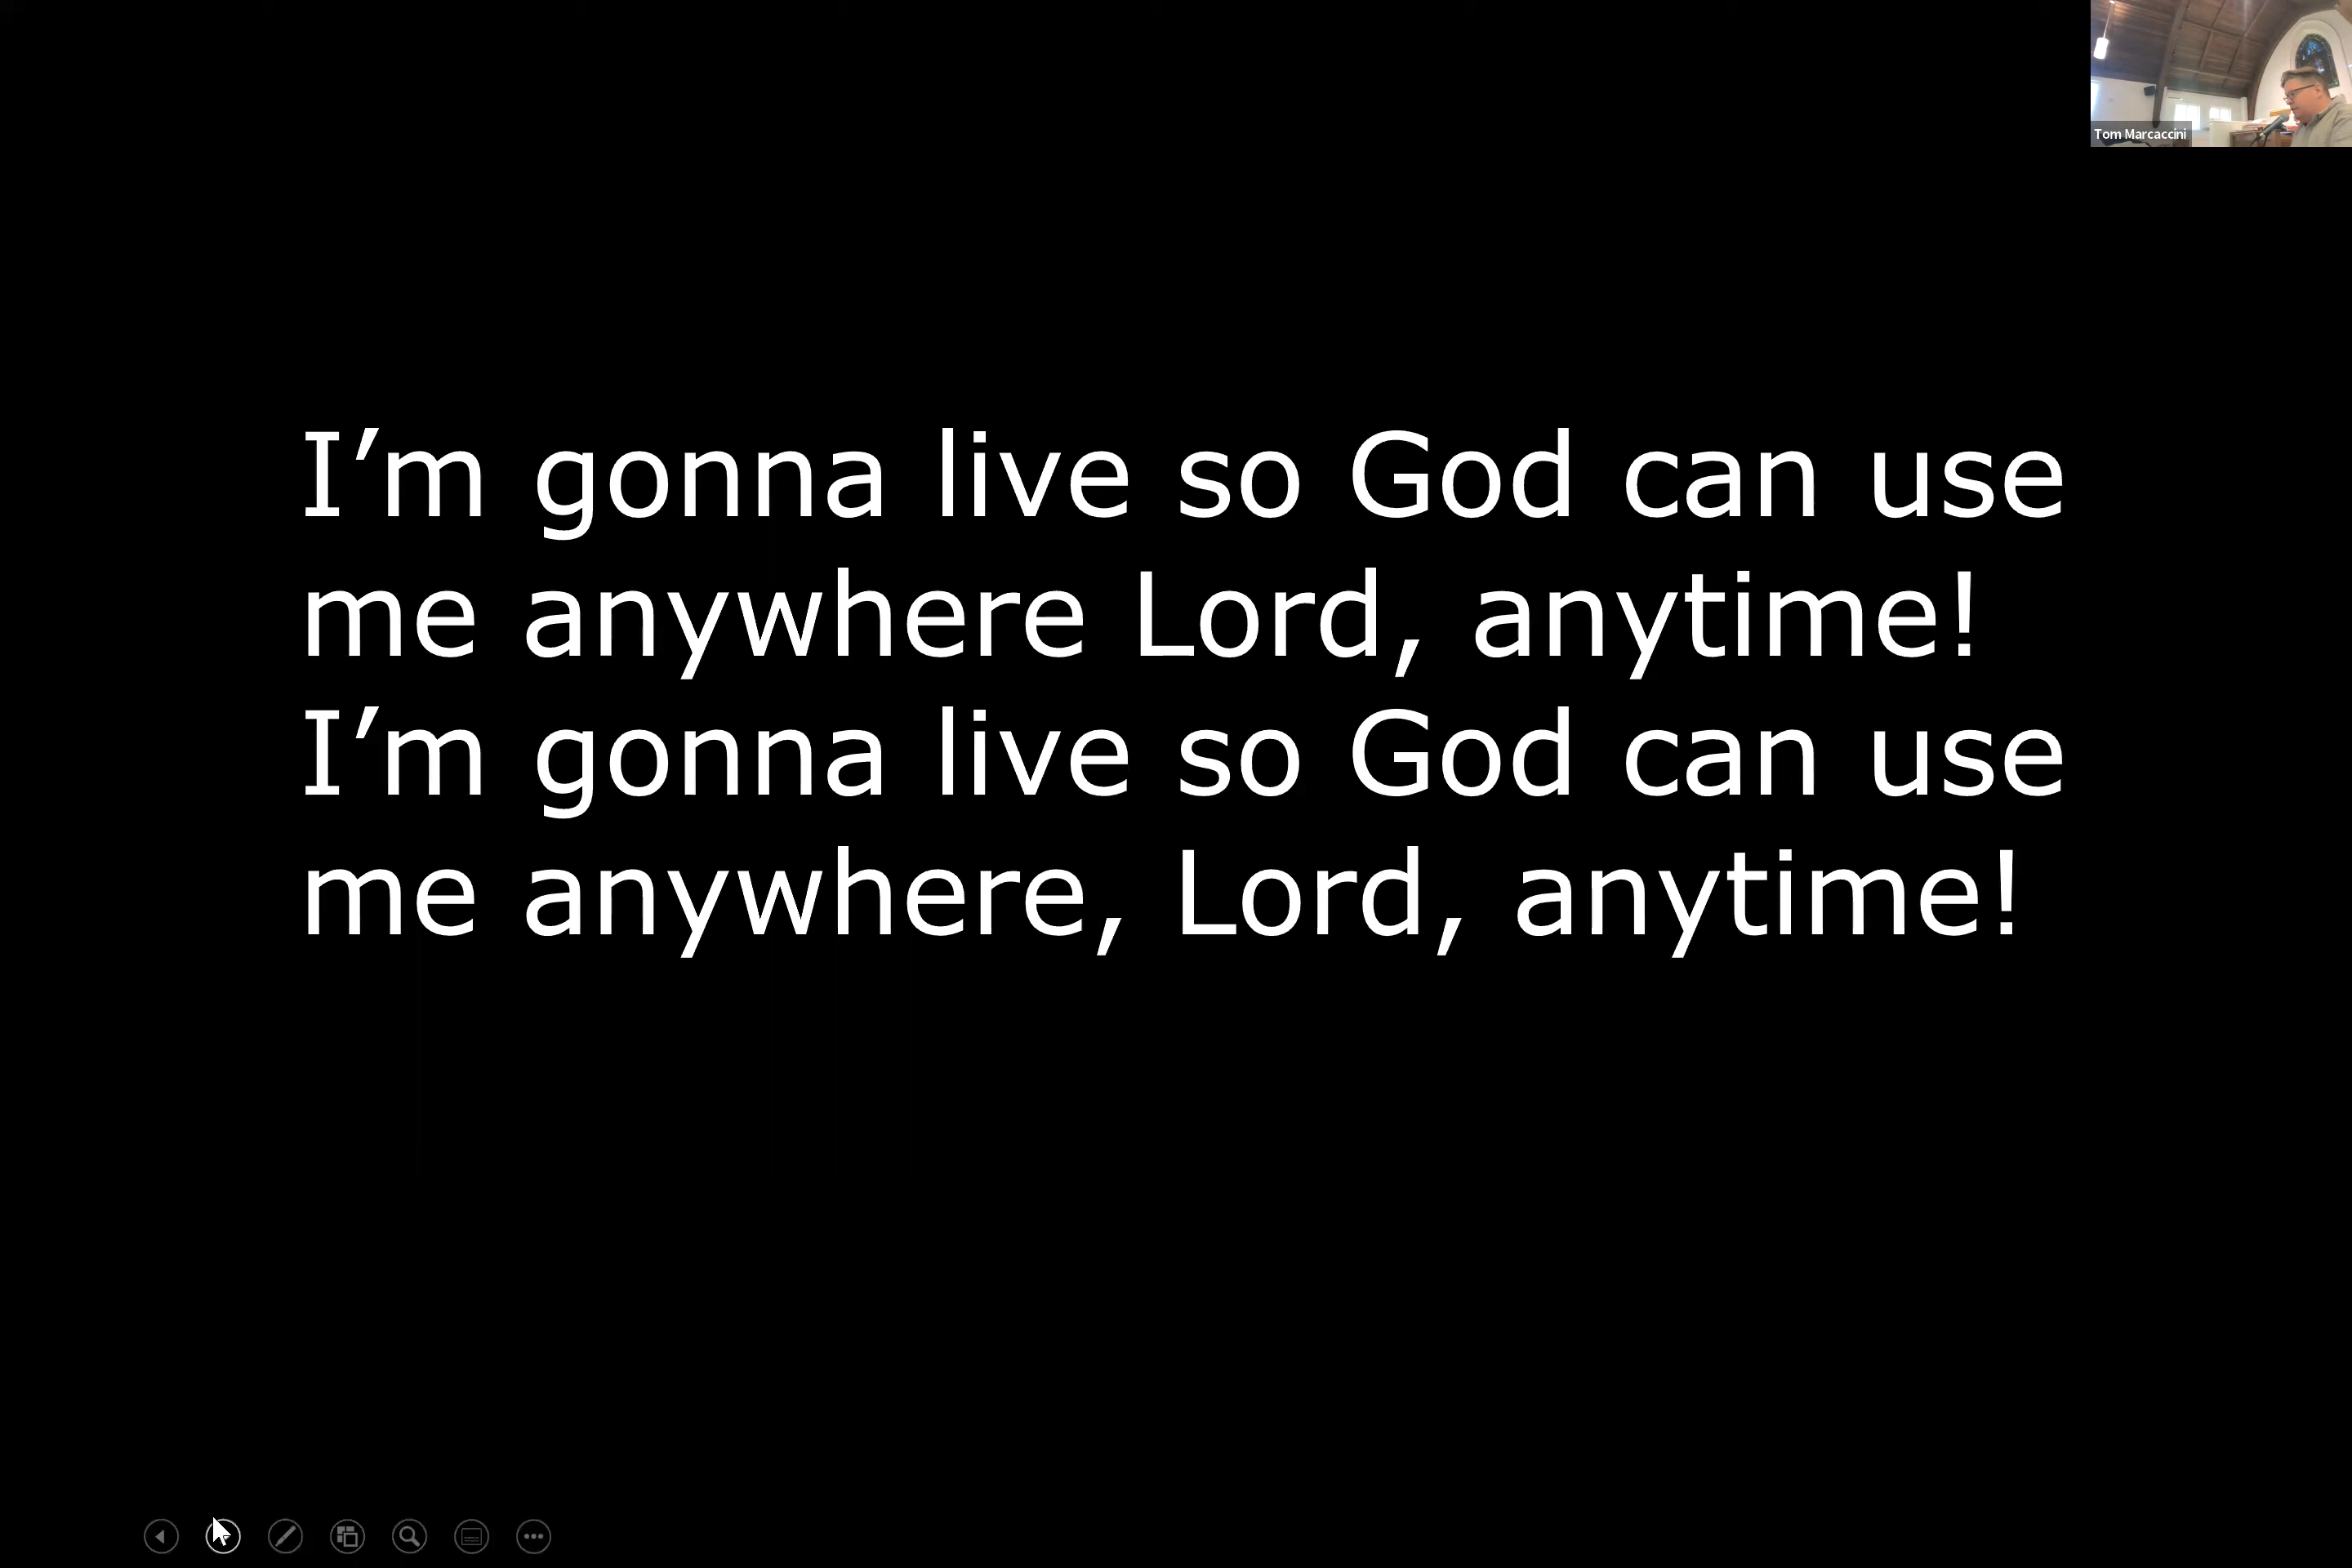 Tom Marcaccini
I’m gonna live so God can use
me anywhere Lord, anytime!
I’m gonna live so God can use
me anywhere, Lord, anytime!